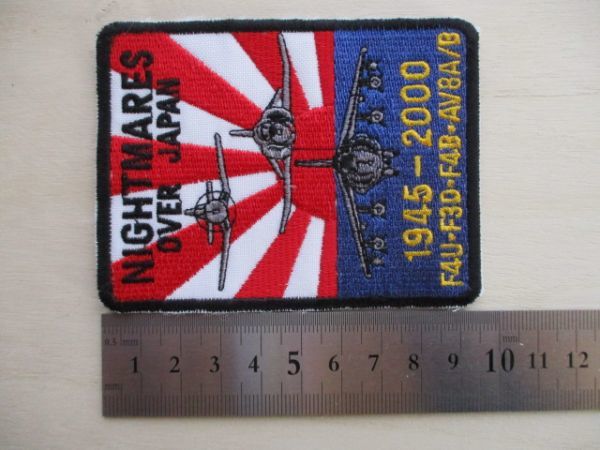 NIGHTMARES
OVER JAPAN
1945-2000
F4U•F3D•F4B•AV8A/B
0.5 mm
mm
1 2 3 4 5 6 7 8 9 10 11 12